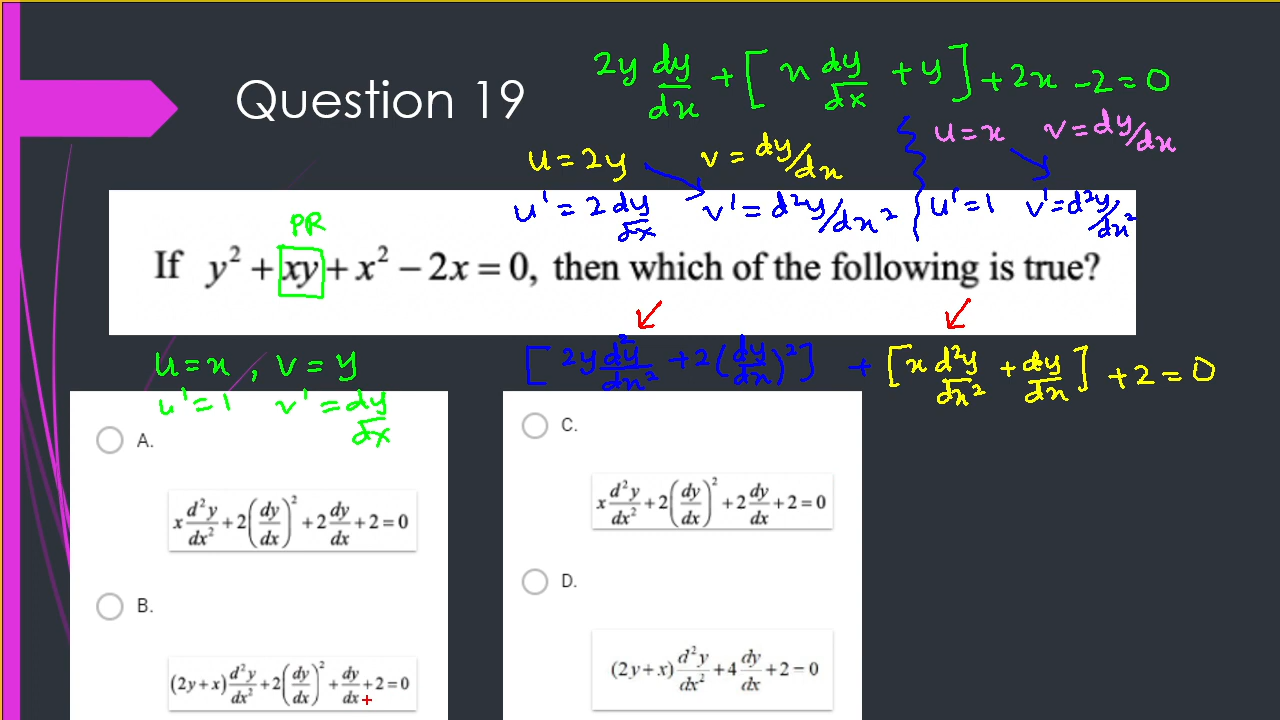 Question 19
2y dy/dx + [x dy/dx + y] + 2x - 2 = 0
u = 2y   v = dy/dx   u = x   v = dy/dx
u' = 2 dy/dx   v' = d²y/dx²   u' = 1   v' = d²y/dx²
PR
If y² + xy + x² − 2x = 0, then which of the following is true?
[2y d²y/dx² + 2(dy/dx)²] + [x d²y/dx² + dy/dx] + 2 = 0
u = x , v = y
u' = 1   v' = dy/dx
A.
x d²y/dx² + 2(dy/dx)² + 2 dy/dx + 2 = 0
B.
(2y + x) d²y/dx² + 2(dy/dx)² + dy/dx + 2 = 0
C.
x d²y/dx² + 2(dy/dx)² + 2 dy/dx + 2 = 0
D.
(2y + x) d²y/dx² + 4 dy/dx + 2 = 0